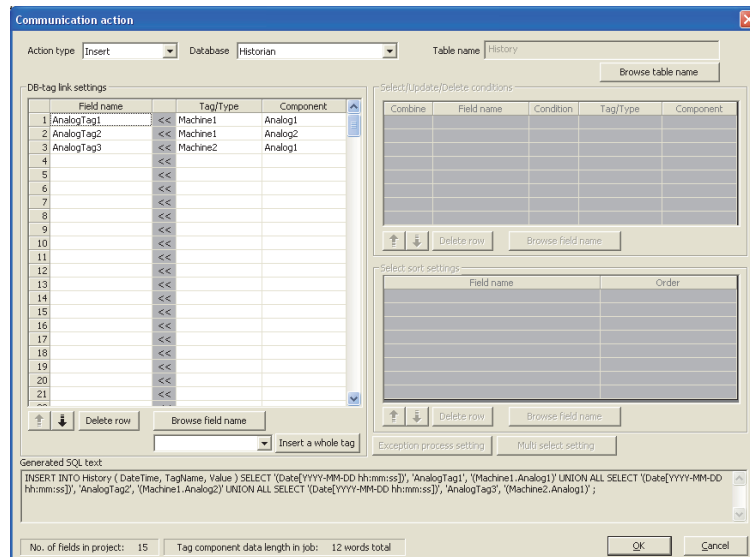 Communication action
Action type Insert Database Historian Table name History
Browse table name
DB-tag link settings
Field name << Tag/Type Component
1 AnalogTag1 << Machine1 Analog1
2 AnalogTag2 << Machine1 Analog2
3 AnalogTag3 << Machine2 Analog1
4 <<
5 <<
6 <<
7 <<
8 <<
9 <<
10 <<
11 <<
12 <<
13 <<
14 <<
15 <<
16 <<
17 <<
18 <<
19 <<
20 <<
21 <<
Delete row Browse field name
Insert a whole tag
Select/Update/Delete conditions
Combine Field name Condition Tag/Type Component
Delete row Browse field name
Select sort settings
Field name Order
Delete row Browse field name
Exception process setting Multi select setting
Generated SQL text
INSERT INTO History ( DateTime, TagName, Value ) SELECT '(Date[YYYY-MM-DD hh:mm:ss])', 'AnalogTag1', '(Machine1.Analog1)' UNION ALL SELECT '(Date[YYYY-MM-DD
hh:mm:ss])', 'AnalogTag2', '(Machine1.Analog2)' UNION ALL SELECT '(Date[YYYY-MM-DD hh:mm:ss])', 'AnalogTag3', '(Machine2.Analog1)' ;
No. of fields in project: 15 Tag component data length in job: 12 words total OK Cancel